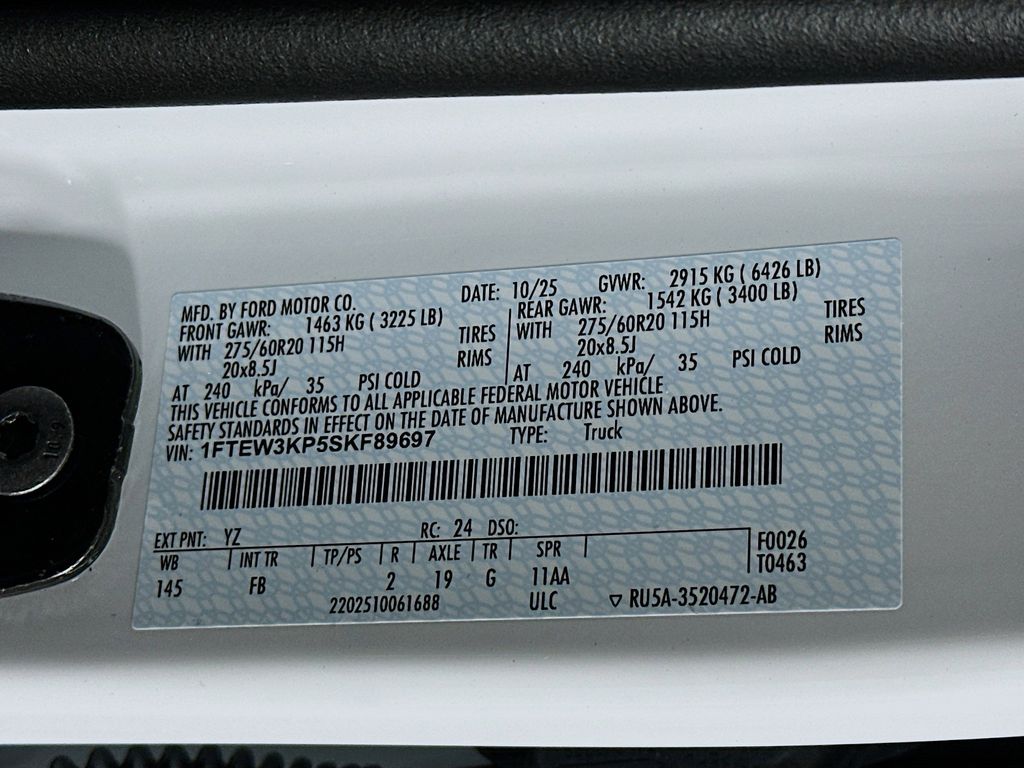 MFD. BY FORD MOTOR CO. DATE: 10/25 GVWR: 2915 KG ( 6426 LB)
FRONT GAWR: 1463 KG ( 3225 LB) REAR GAWR: 1542 KG ( 3400 LB)
WITH 275/60R20 115H TIRES WITH 275/60R20 115H TIRES
20x8.5J RIMS 20x8.5J RIMS
AT 240 kPa/ 35 PSI COLD AT 240 kPa/ 35 PSI COLD
THIS VEHICLE CONFORMS TO ALL APPLICABLE FEDERAL MOTOR VEHICLE
SAFETY STANDARDS IN EFFECT ON THE DATE OF MANUFACTURE SHOWN ABOVE.
VIN: 1FTEW3KP5SKF89697 TYPE: Truck
EXT PNT: YZ RC: 24 DSO:
WB INT TR TP/PS R AXLE TR SPR F0026
145 FB 2 19 G 11AA T0463
2202510061688 ULC ▽ RU5A-3520472-AB